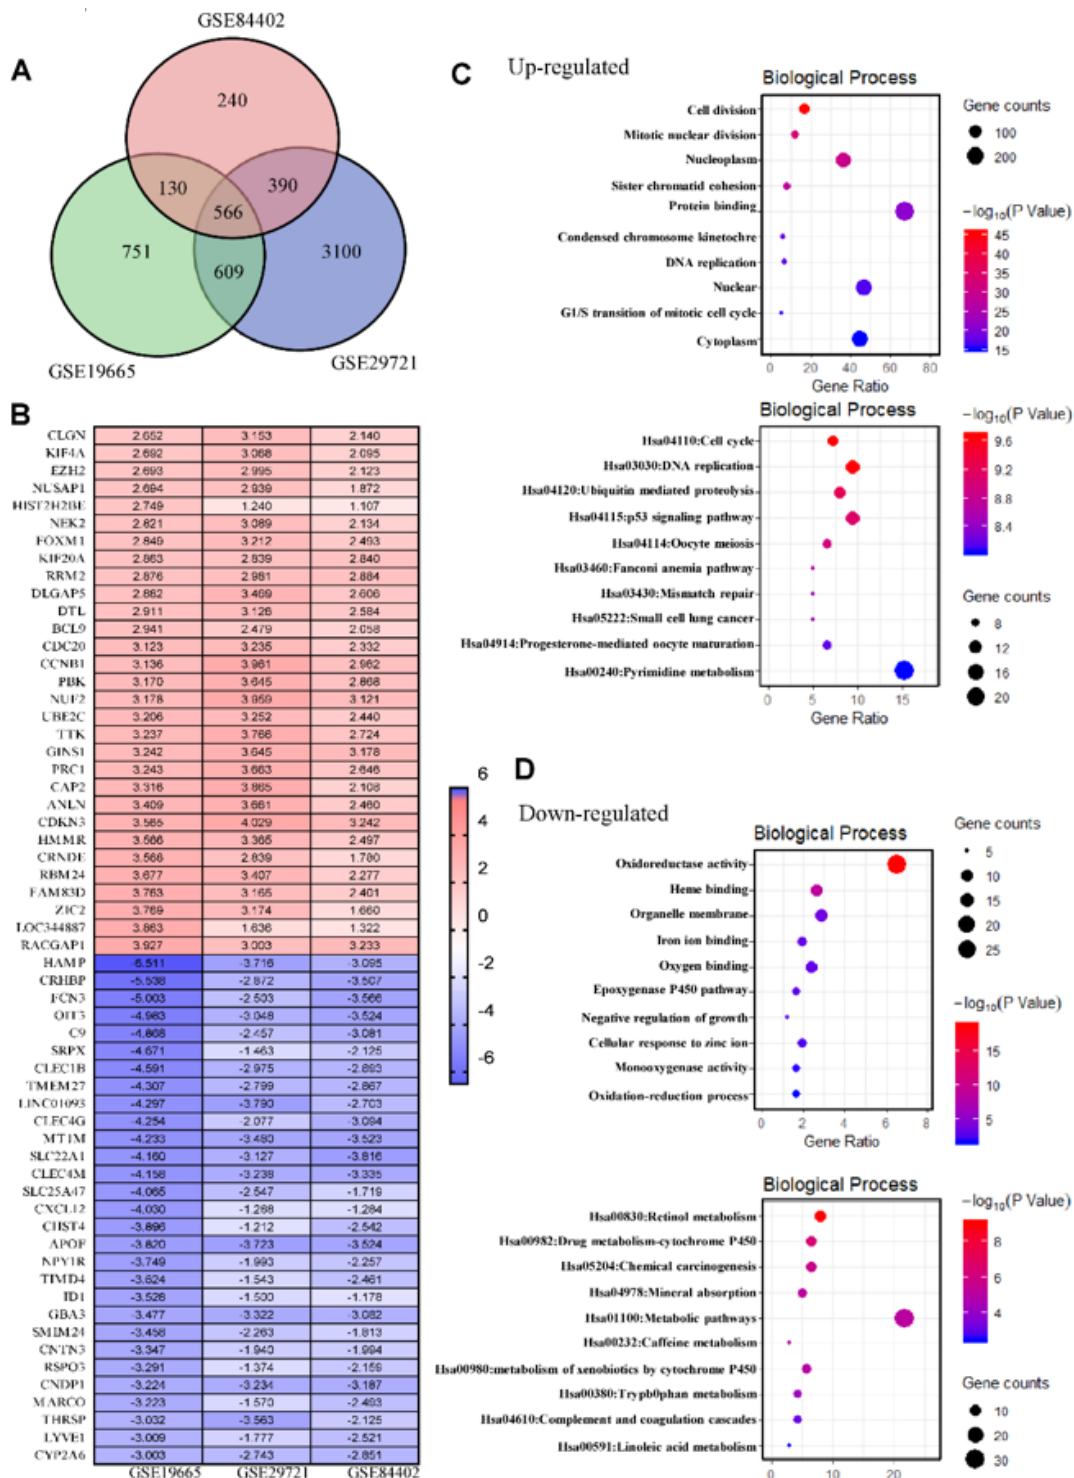 GSE84402
A
240
130
390
566
751
3100
609
GSE19665
GSE29721
B
CLGN 2.652 3.153 2.140
KIF4A 2.692 3.068 2.095
EZH2 2.693 2.995 2.123
NUSAP1 2.694 2.939 1.872
HIST2H2BE 2.749 1.240 1.107
NEK2 2.821 3.089 2.134
FOXM1 2.849 3.212 2.493
KIF20A 2.863 2.839 2.840
RRM2 2.876 2.981 2.884
DLGAP5 2.882 3.469 2.606
DTL 2.911 3.126 2.584
BCL9 2.941 2.479 2.058
CDC20 3.123 3.235 2.332
CCNB1 3.136 3.961 2.962
PBK 3.170 3.645 2.868
NUF2 3.178 3.959 3.121
UBE2C 3.206 3.252 2.440
TTK 3.237 3.766 2.724
GINS1 3.242 3.645 3.178
PRC1 3.243 3.663 2.646
CAP2 3.316 3.865 2.108
ANLN 3.409 3.661 2.460
CDKN3 3.565 4.029 3.242
HMMR 3.566 3.365 2.497
CRNDE 3.566 2.839 1.780
RBM24 3.677 3.407 2.277
FAM83D 3.763 3.165 2.401
ZIC2 3.769 3.174 1.660
LOC344887 3.863 1.636 1.322
RACGAP1 3.927 3.003 3.233
HAMP -6.511 -3.716 -3.095
CRHBP -5.538 -2.872 -3.507
FCN3 -5.003 -2.503 -3.566
OIT3 -4.983 -3.048 -3.524
C9 -4.868 -2.457 -3.081
SRPX -4.671 -1.463 -2.125
CLEC1B -4.591 -2.975 -2.893
TMEM27 -4.307 -2.799 -2.867
LINC01093 -4.297 -3.790 -2.703
CLEC4G -4.254 -2.077 -3.094
MT1M -4.233 -3.480 -3.523
SLC22A1 -4.160 -3.127 -3.816
CLEC4M -4.158 -3.238 -3.335
SLC25A47 -4.065 -2.547 -1.719
CXCL12 -4.030 -1.268 -1.284
CHST4 -3.896 -1.212 -2.542
APOF -3.820 -3.723 -3.524
NPY1R -3.749 -1.993 -2.257
TIMD4 -3.624 -1.543 -2.461
ID1 -3.528 -1.500 -1.178
GBA3 -3.477 -3.322 -3.082
SMIM24 -3.458 -2.263 -1.813
CNTN3 -3.347 -1.940 -1.994
RSPO3 -3.291 -1.374 -2.159
CNDP1 -3.224 -3.234 -3.187
MARCO -3.223 -1.570 -2.493
THRSP -3.032 -3.563 -2.125
LYVE1 -3.009 -1.777 -2.521
CYP2A6 -3.003 -2.743 -2.851
GSE19665 GSE29721 GSE84402
6
4
2
0
-2
-4
-6
C
Up-regulated
Biological Process
Cell division
Mitotic nuclear division
Nucleoplasm
Sister chromatid cohesion
Protein binding
Condensed chromosome kinetochre
DNA replication
Nuclear
G1/S transition of mitotic cell cycle
Cytoplasm
0 20 40 60 80
Gene Ratio
Gene counts
100
200
−log10(P Value)
45
40
35
30
25
20
15
Biological Process
Hsa04110:Cell cycle
Hsa03030:DNA replication
Hsa04120:Ubiquitin mediated proteolysis
Hsa04115:p53 signaling pathway
Hsa04114:Oocyte meiosis
Hsa03460:Fanconi anemia pathway
Hsa03430:Mismatch repair
Hsa05222:Small cell lung cancer
Hsa04914:Progesterone-mediated oocyte maturation
Hsa00240:Pyrimidine metabolism
0 5 10 15
Gene Ratio
−log10(P Value)
9.6
9.2
8.8
8.4
Gene counts
8
12
16
20
D
Down-regulated
Biological Process
Oxidoreductase activity
Heme binding
Organelle membrane
Iron ion binding
Oxygen binding
Epoxygenase P450 pathway
Negative regulation of growth
Cellular response to zinc ion
Monooxygenase activity
Oxidation-reduction process
0 2 4 6 8
Gene Ratio
Gene counts
5
10
15
20
25
−log10(P Value)
15
10
5
Biological Process
Hsa00830:Retinol metabolism
Hsa00982:Drug metabolism-cytochrome P450
Hsa05204:Chemical carcinogenesis
Hsa04978:Mineral absorption
Hsa01100:Metabolic pathways
Hsa00232:Caffeine metabolism
Hsa00980:metabolism of xenobiotics by cytochrome P450
Hsa00380:Trypb0phan metabolism
Hsa04610:Complement and coagulation cascades
Hsa00591:Linoleic acid metabolism
0 10 20
−log10(P Value)
8
6
4
Gene counts
10
20
30